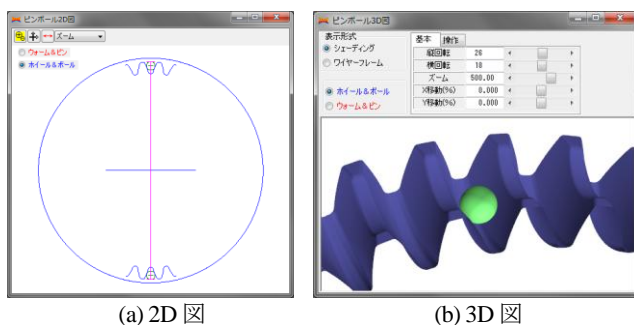 ピンボール2D図
ズーム
ウォーム&ピン
ホイール&ボール
(a) 2D 図
ピンボール3D図
表示形式
シェーディング
ワイヤーフレーム
ホイール&ボール
ウォーム&ピン
基本 操作
縦回転 26
横回転 18
ズーム 500.00
X移動(%) 0.000
Y移動(%) 0.000
(b) 3D 図